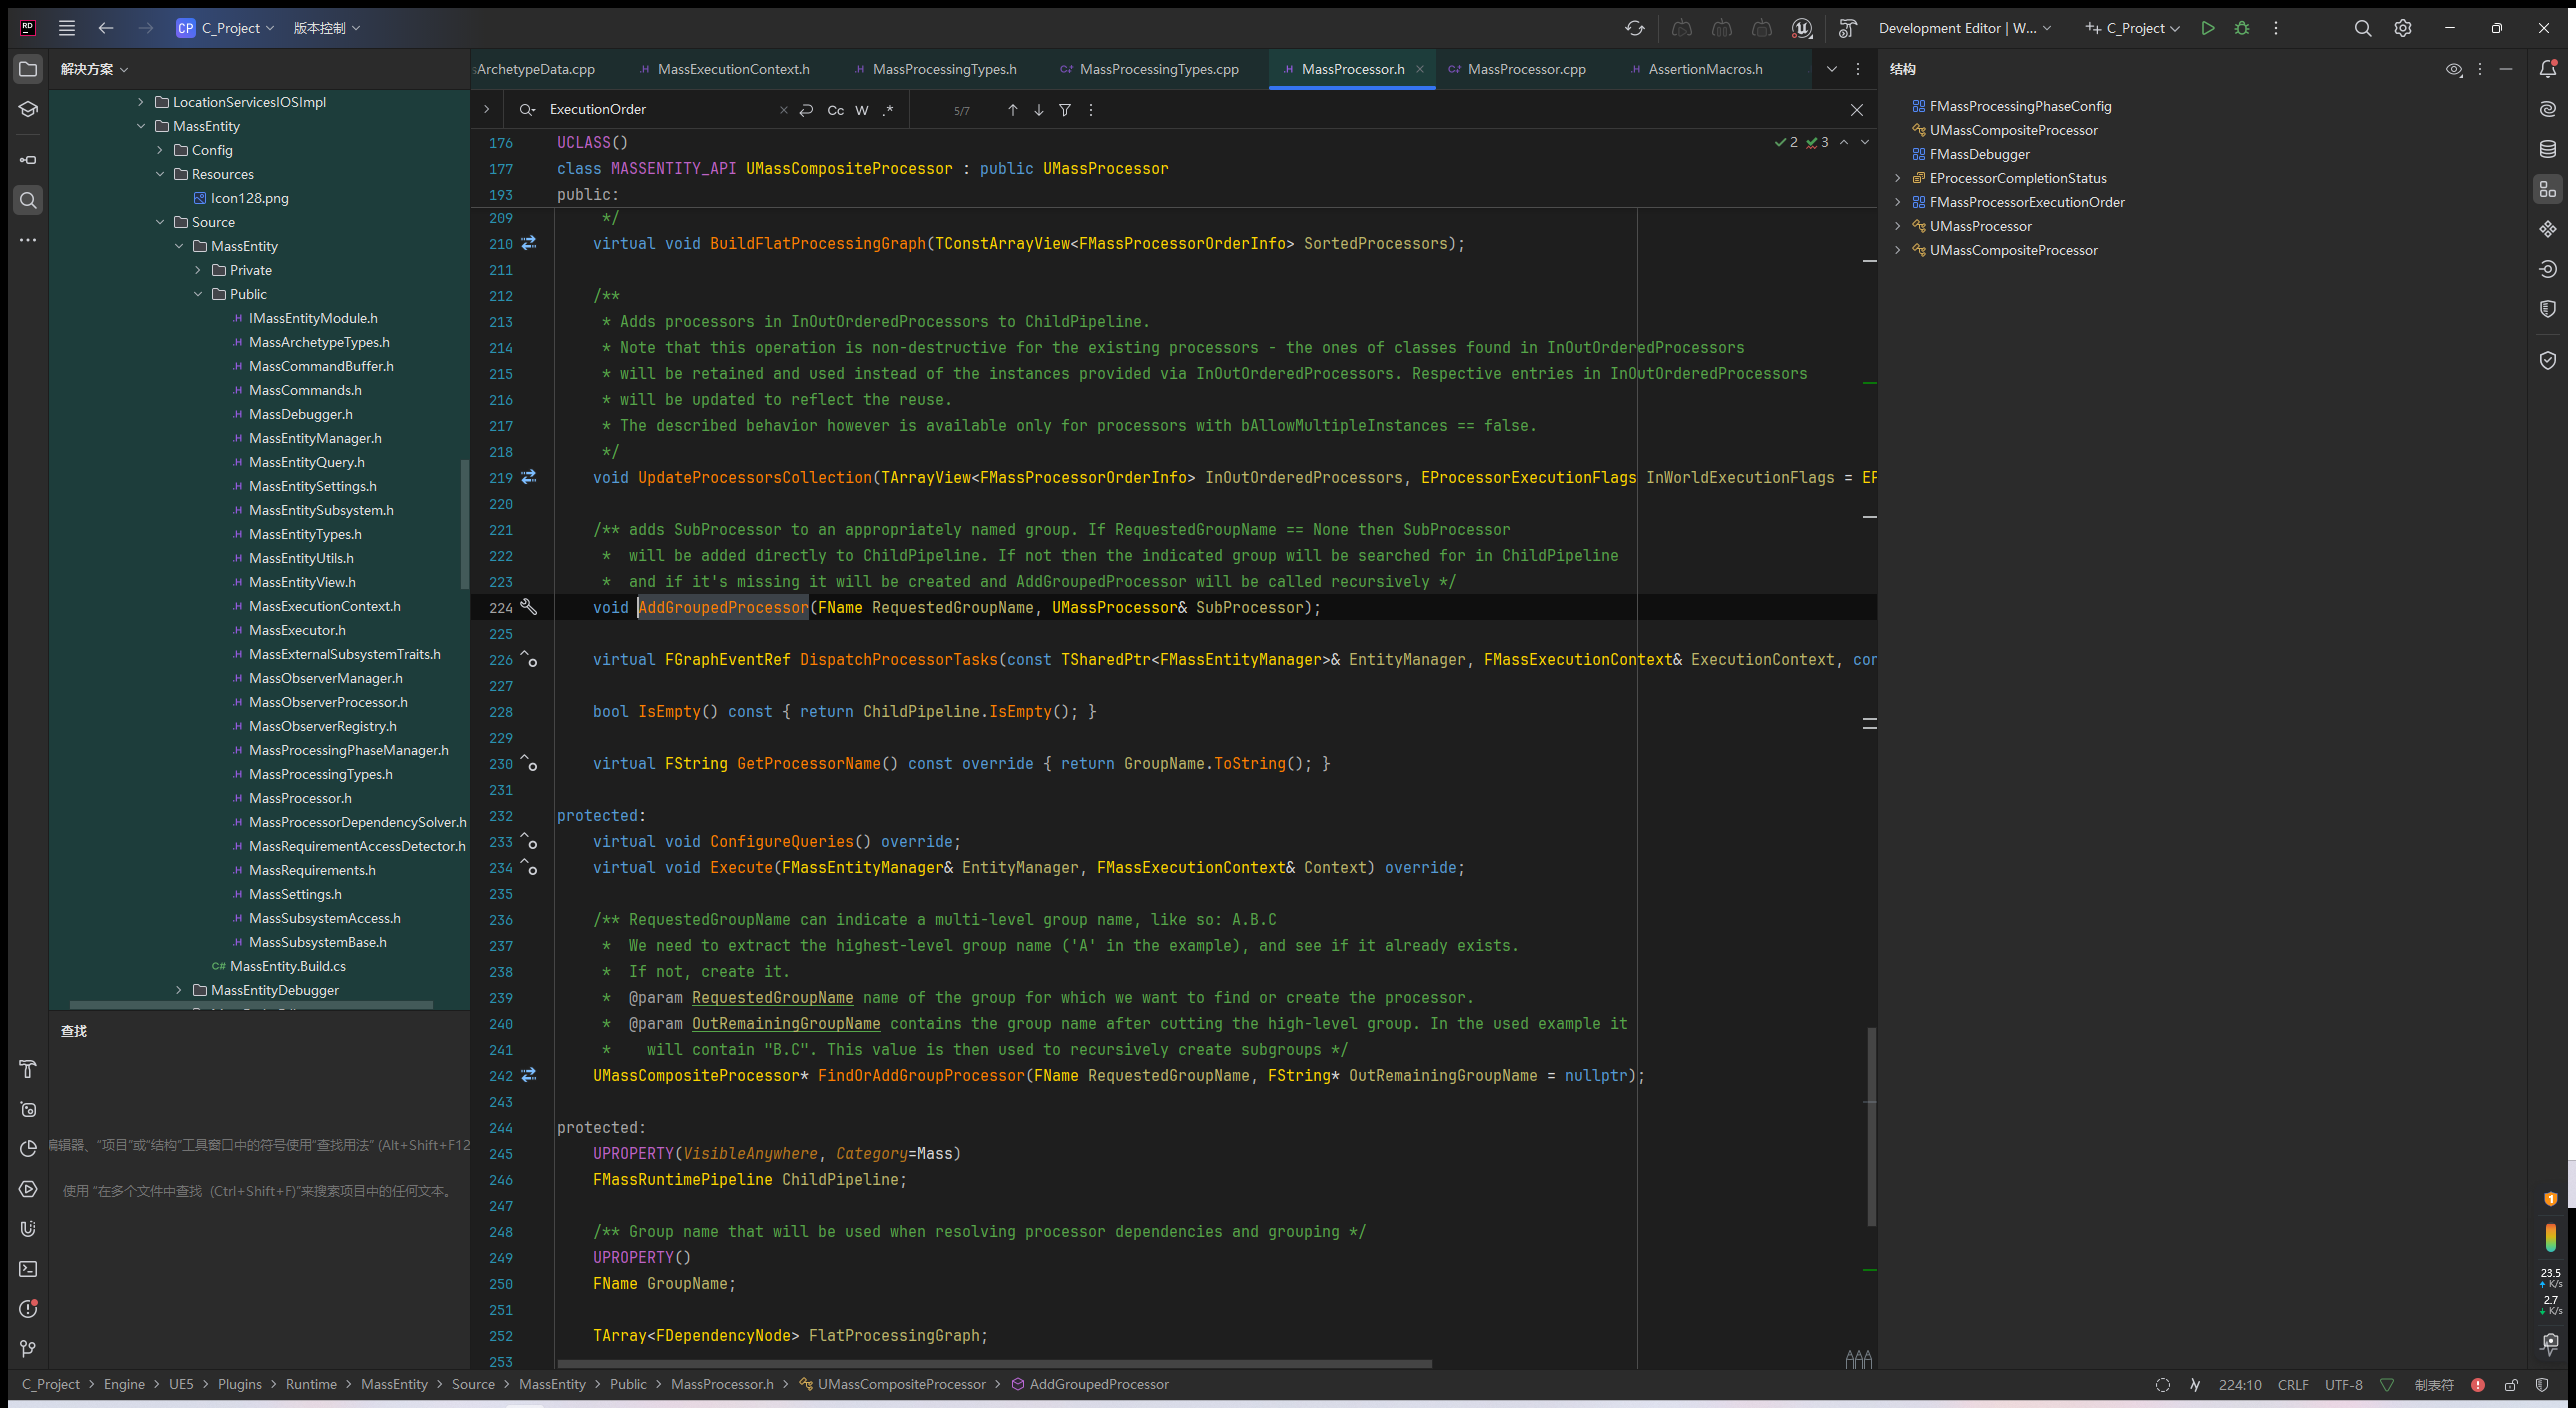 RD
CP C_Project
版本控制
Development Editor | W...
C_Project
解决方案
LocationServicesIOSImpl
MassEntity
Config
Resources
Icon128.png
Source
MassEntity
Private
Public
IMassEntityModule.h
MassArchetypeTypes.h
MassCommandBuffer.h
MassCommands.h
MassDebugger.h
MassEntityManager.h
MassEntityQuery.h
MassEntitySettings.h
MassEntitySubsystem.h
MassEntityTypes.h
MassEntityUtils.h
MassEntityView.h
MassExecutionContext.h
MassExecutor.h
MassExternalSubsystemTraits.h
MassObserverManager.h
MassObserverProcessor.h
MassObserverRegistry.h
MassProcessingPhaseManager.h
MassProcessingTypes.h
MassProcessor.h
MassProcessorDependencySolver.h
MassRequirementAccessDetector.h
MassRequirements.h
MassSettings.h
MassSubsystemAccess.h
MassSubsystemBase.h
C# MassEntity.Build.cs
MassEntityDebugger
查找
编辑器、“项目”或“结构”工具窗口中的符号使用“查找用法” (Alt+Shift+F12
使用 “在多个文件中查找 (Ctrl+Shift+F)”来搜索项目中的任何文本。
sArchetypeData.cpp
MassExecutionContext.h
MassProcessingTypes.h
MassProcessingTypes.cpp
MassProcessor.h
MassProcessor.cpp
AssertionMacros.h
ExecutionOrder
Cc W .*
5/7
2 3
176 UCLASS()
177 class MASSENTITY_API UMassCompositeProcessor : public UMassProcessor
193 public:
209 */
210 virtual void BuildFlatProcessingGraph(TConstArrayView<FMassProcessorOrderInfo> SortedProcessors);
211
212 /**
213 * Adds processors in InOutOrderedProcessors to ChildPipeline.
214 * Note that this operation is non-destructive for the existing processors - the ones of classes found in InOutOrderedProcessors
215 * will be retained and used instead of the instances provided via InOutOrderedProcessors. Respective entries in InOutOrderedProcessors
216 * will be updated to reflect the reuse.
217 * The described behavior however is available only for processors with bAllowMultipleInstances == false.
218 */
219 void UpdateProcessorsCollection(TArrayView<FMassProcessorOrderInfo> InOutOrderedProcessors, EProcessorExecutionFlags InWorldExecutionFlags = EP
220
221 /** adds SubProcessor to an appropriately named group. If RequestedGroupName == None then SubProcessor
222 * will be added directly to ChildPipeline. If not then the indicated group will be searched for in ChildPipeline
223 * and if it's missing it will be created and AddGroupedProcessor will be called recursively */
224 void AddGroupedProcessor(FName RequestedGroupName, UMassProcessor& SubProcessor);
225
226 virtual FGraphEventRef DispatchProcessorTasks(const TSharedPtr<FMassEntityManager>& EntityManager, FMassExecutionContext& ExecutionContext, con
227
228 bool IsEmpty() const { return ChildPipeline.IsEmpty(); }
229
230 virtual FString GetProcessorName() const override { return GroupName.ToString(); }
231
232 protected:
233 virtual void ConfigureQueries() override;
234 virtual void Execute(FMassEntityManager& EntityManager, FMassExecutionContext& Context) override;
235
236 /** RequestedGroupName can indicate a multi-level group name, like so: A.B.C
237 * We need to extract the highest-level group name ('A' in the example), and see if it already exists.
238 * If not, create it.
239 * @param RequestedGroupName name of the group for which we want to find or create the processor.
240 * @param OutRemainingGroupName contains the group name after cutting the high-level group. In the used example it
241 * will contain "B.C". This value is then used to recursively create subgroups */
242 UMassCompositeProcessor* FindOrAddGroupProcessor(FName RequestedGroupName, FString* OutRemainingGroupName = nullptr);
243
244 protected:
245 UPROPERTY(VisibleAnywhere, Category=Mass)
246 FMassRuntimePipeline ChildPipeline;
247
248 /** Group name that will be used when resolving processor dependencies and grouping */
249 UPROPERTY()
250 FName GroupName;
251
252 TArray<FDependencyNode> FlatProcessingGraph;
253
结构
FMassProcessingPhaseConfig
UMassCompositeProcessor
FMassDebugger
EProcessorCompletionStatus
FMassProcessorExecutionOrder
UMassProcessor
UMassCompositeProcessor
1
23.5
K/s
2.7
K/s
C_Project > Engine > UE5 > Plugins > Runtime > MassEntity > Source > MassEntity > Public > MassProcessor.h > UMassCompositeProcessor > AddGroupedProcessor
224:10 CRLF UTF-8 制表符